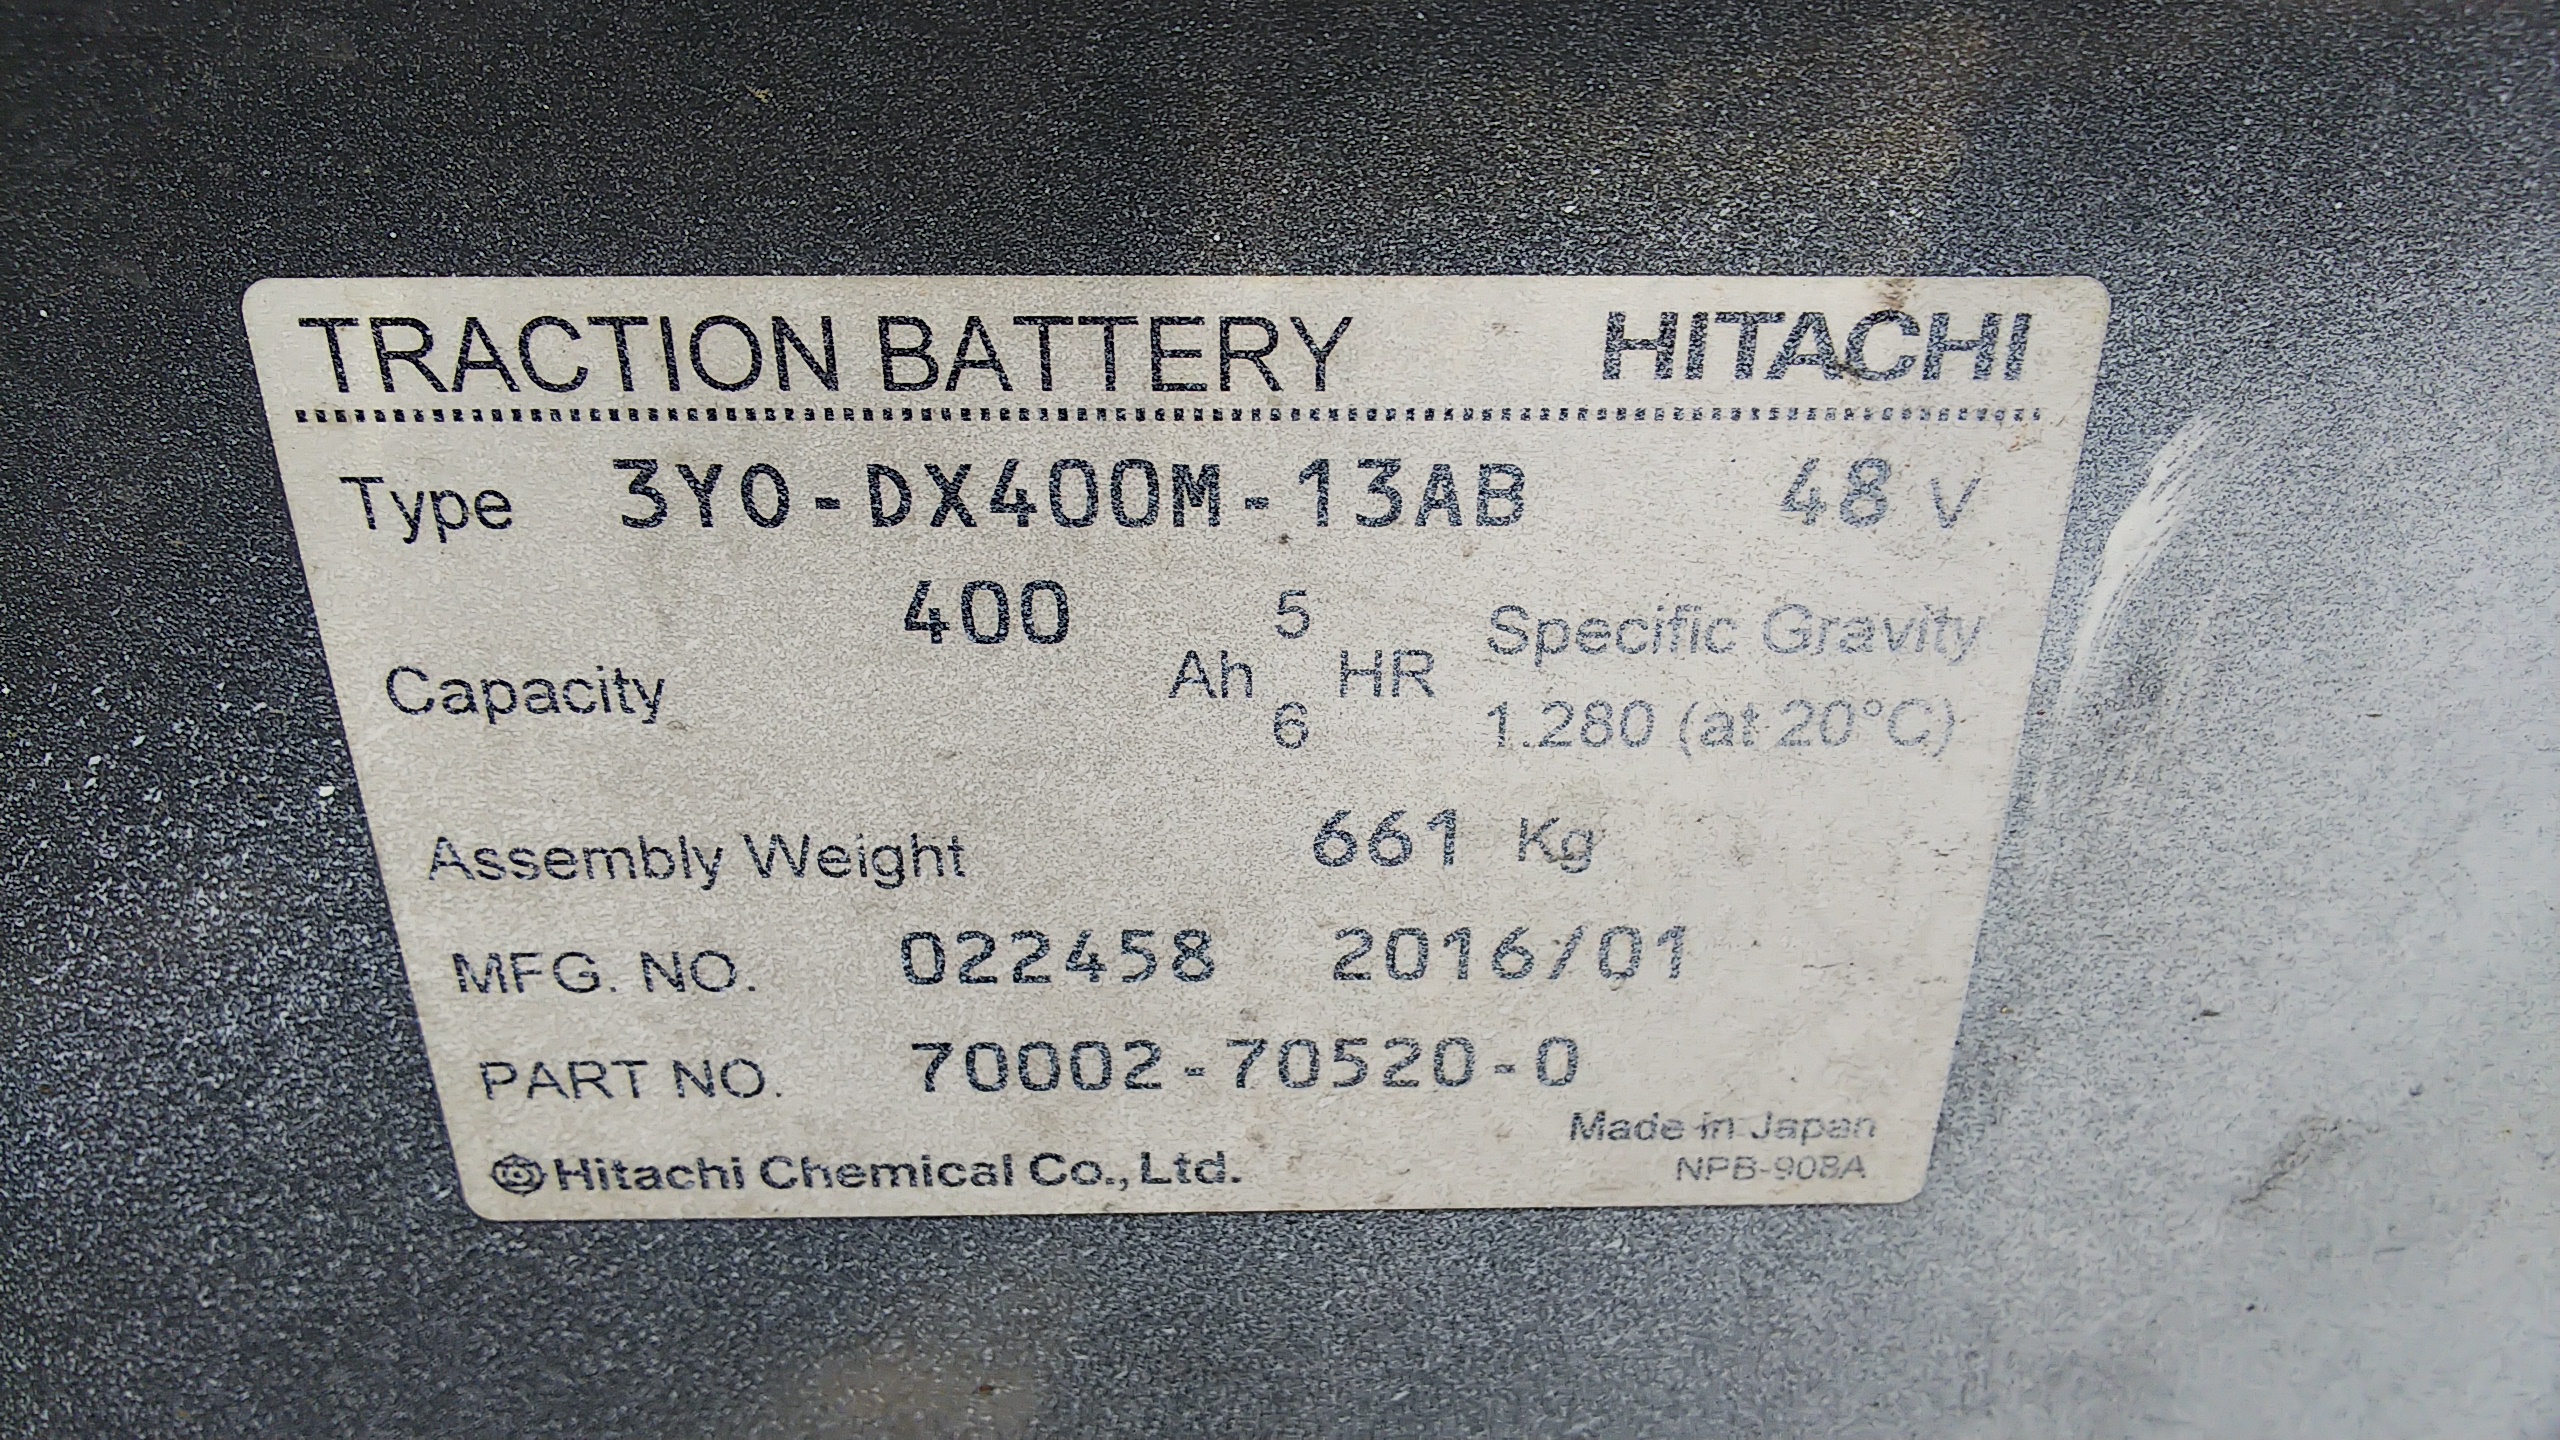 TRACTION BATTERY HITACHI
Type 3YO-DX400M-13AB 48 V
400 5 Specific Gravity
Capacity Ah HR
6 1.280 (at 20°C)
Assembly Weight 661 Kg
MFG. NO. 022458 2016/01
PART NO. 70002-70520-0
Made in Japan
Hitachi Chemical Co., Ltd. NPB-908A